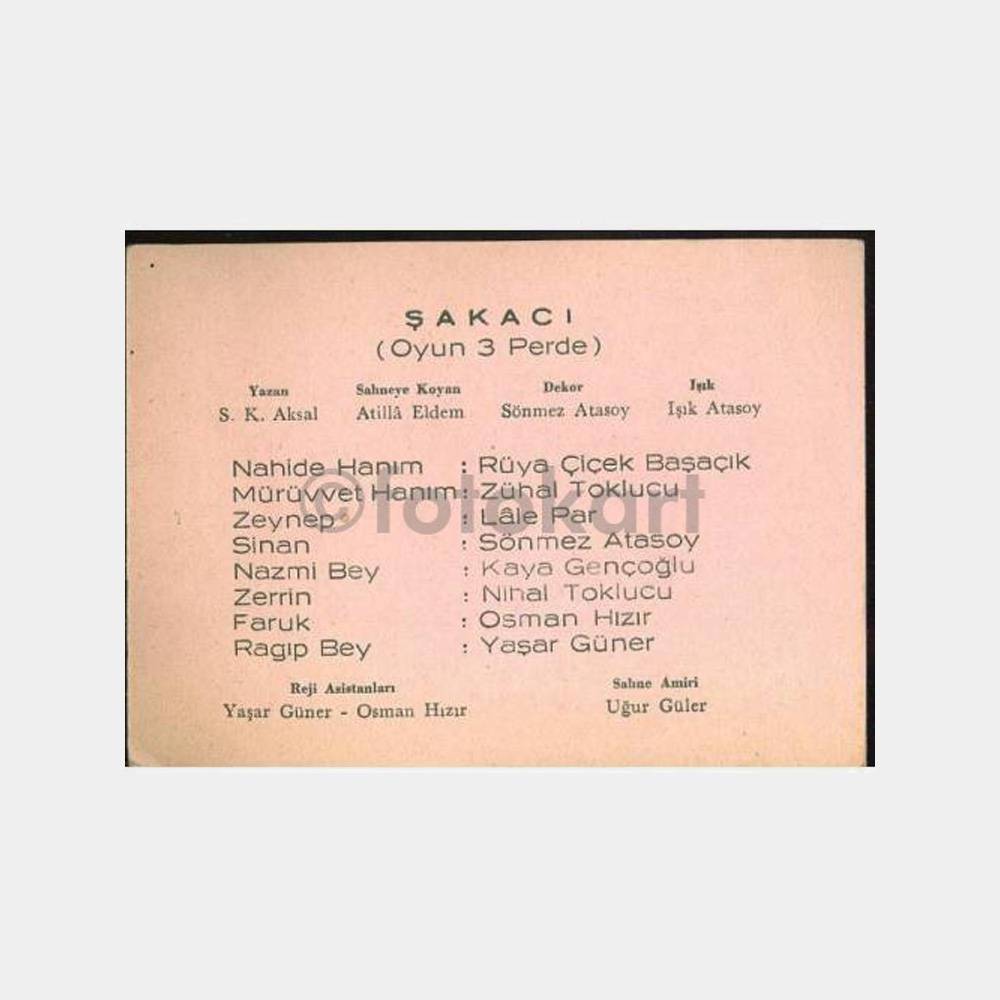 ŞAKACI
(Oyun 3 Perde)
Yazan Sahneye Koyan Dekor Işık
S. K. Aksal Atillâ Eldem Sönmez Atasoy Işık Atasoy
Nahide Hanım : Rüya Çiçek Başaçık
Mürüvvet Hanım : Zühal Toklucu
Zeynep : Lâle Par
Sinan : Sönmez Atasoy
Nazmi Bey : Kaya Gençoğlu
Zerrin : Nihal Toklucu
Faruk : Osman Hızır
Ragıp Bey : Yaşar Güner
Reji Asistanları Sahne Amiri
Yaşar Güner - Osman Hızır Uğur Güler
©fotokart